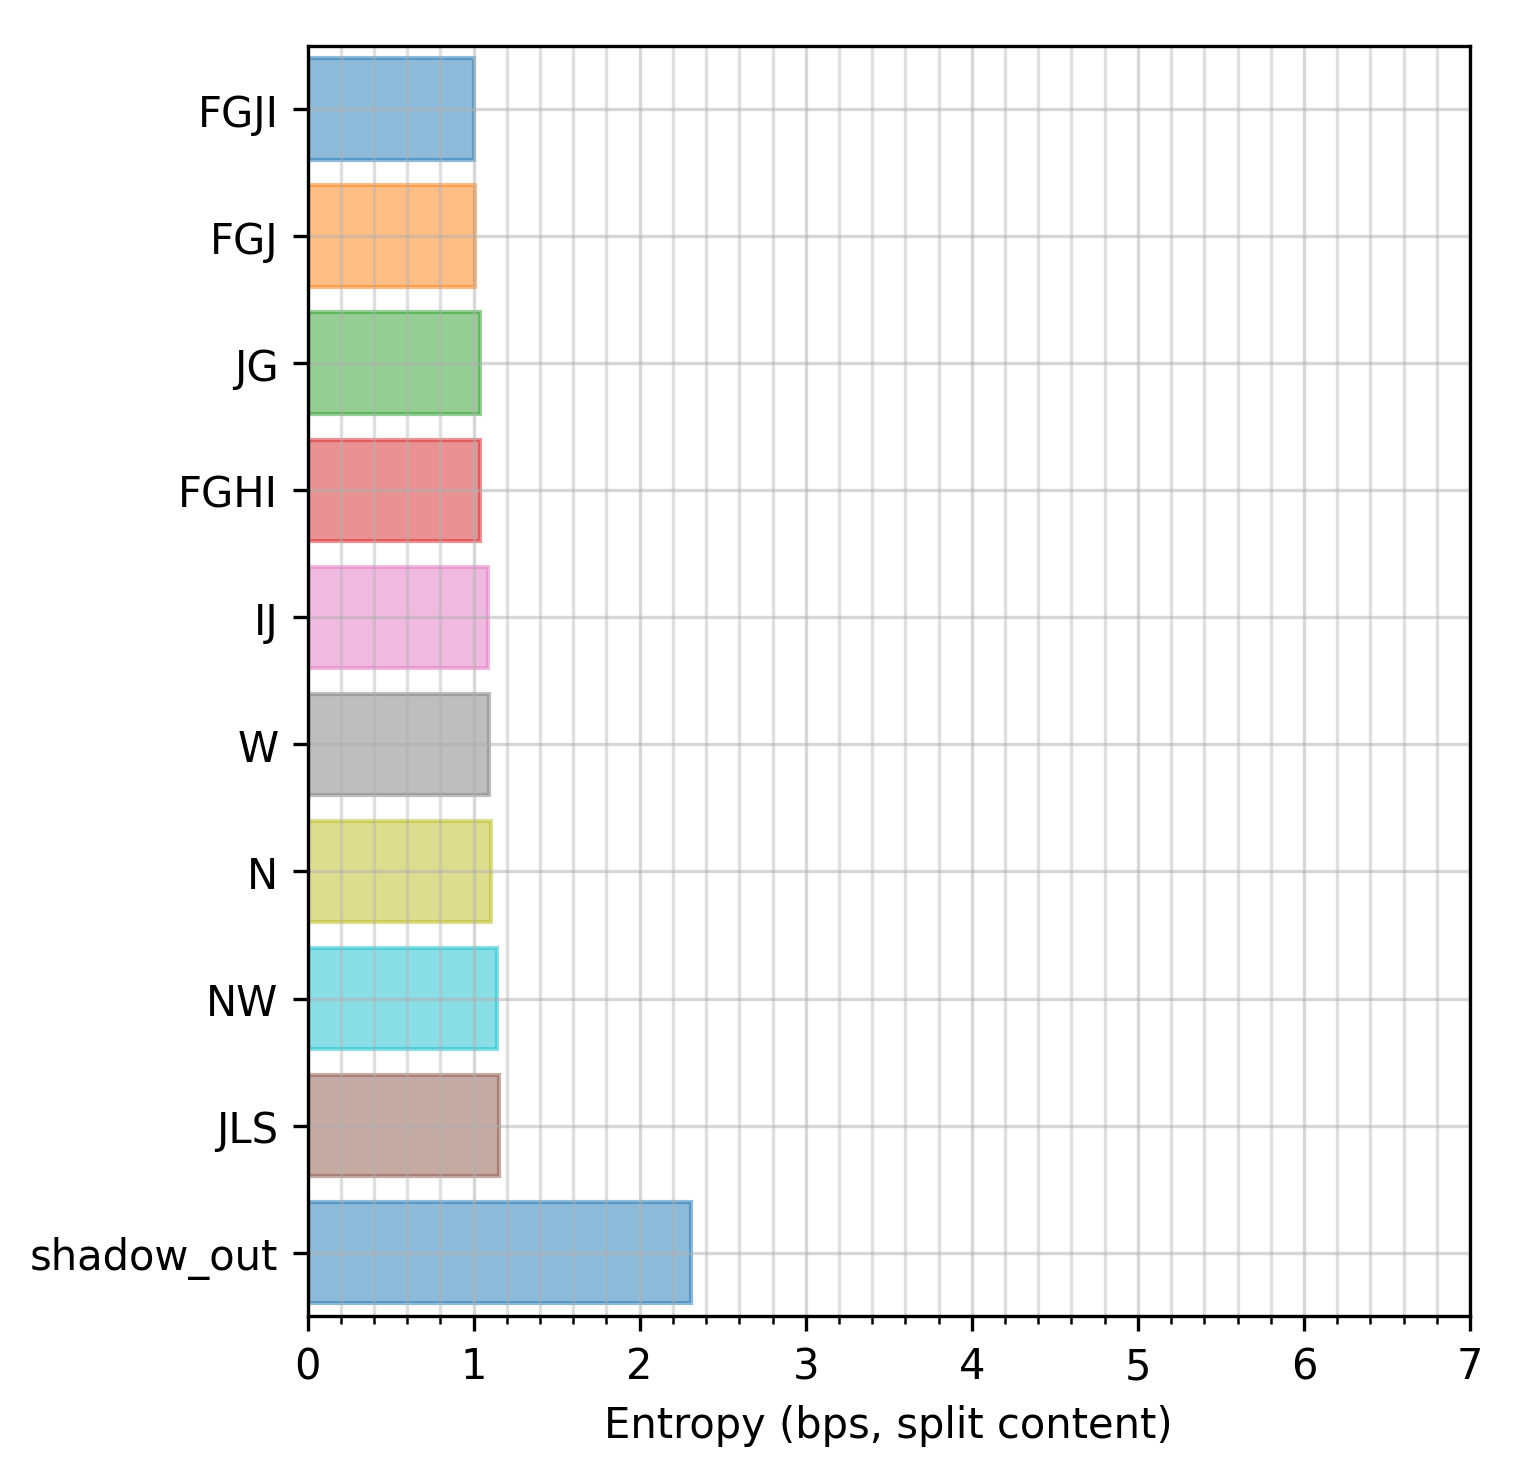 FGJI
FGJ
JG
FGHI
IJ
W
N
NW
JLS
shadow_out
0 1 2 3 4 5 6 7
Entropy (bps, split content)